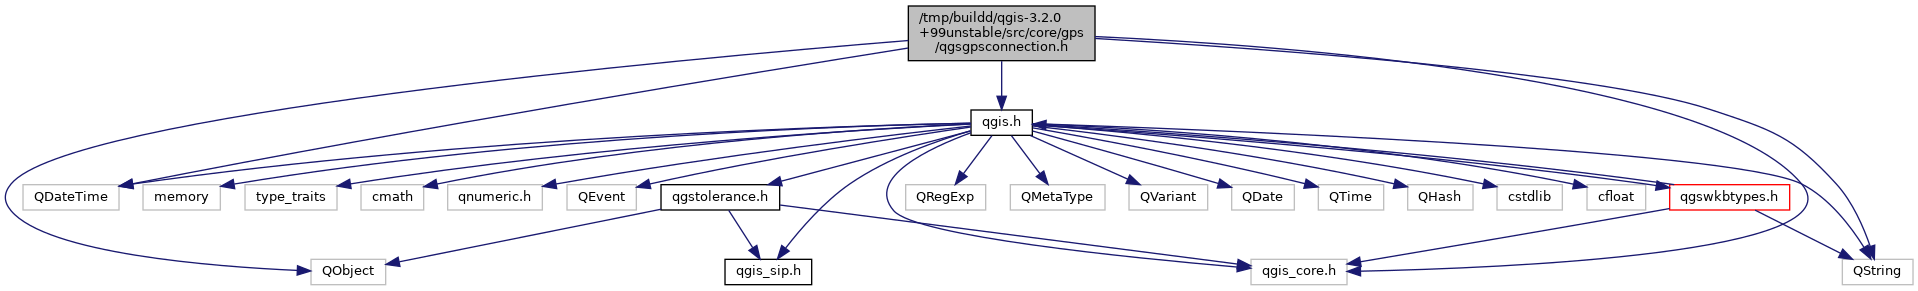 /tmp/buildd/qgis-3.2.0
+99unstable/src/core/gps
/qgsgpsconnection.h
qgis.h
QDateTime
memory
type_traits
cmath
qnumeric.h
QEvent
qgstolerance.h
QRegExp
QMetaType
QVariant
QDate
QTime
QHash
cstdlib
cfloat
qgswkbtypes.h
QObject
qgis_sip.h
qgis_core.h
QString